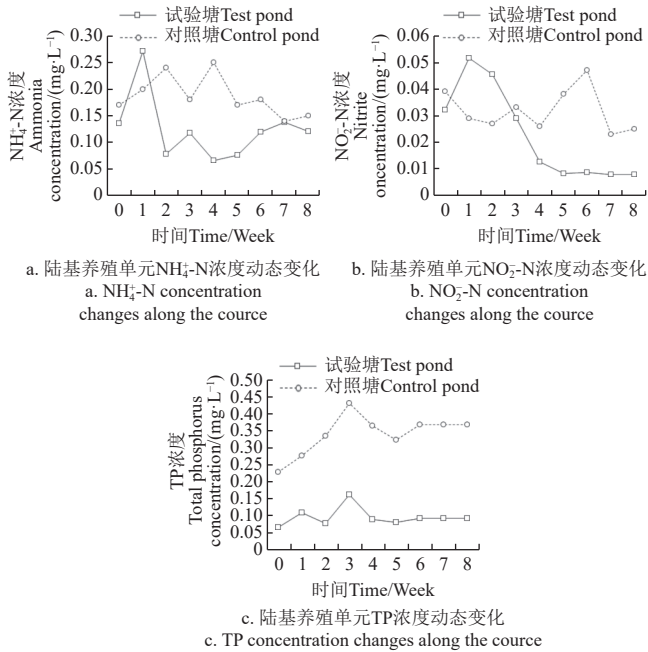 试验塘Test pond
对照塘Control pond
NH₄⁺-N浓度
Ammonia
concentration/(mg·L⁻¹)
0.30
0.25
0.20
0.15
0.10
0.05
0
0 1 2 3 4 5 6 7 8
时间Time/Week
a. 陆基养殖单元NH₄⁺-N浓度动态变化
a. NH₄⁺-N concentration
changes along the cource
试验塘Test pond
对照塘Control pond
NO₂⁻-N浓度
Nitrite
oncentration/(mg·L⁻¹)
0.06
0.05
0.04
0.03
0.02
0.01
0
0 1 2 3 4 5 6 7 8
时间Time/Week
b. 陆基养殖单元NO₂⁻-N浓度动态变化
b. NO₂⁻-N concentration
changes along the cource
试验塘Test pond
对照塘Control pond
TP浓度
Total phosphorus
concentration/(mg·L⁻¹)
0.50
0.45
0.40
0.35
0.30
0.25
0.20
0.15
0.10
0.05
0
0 1 2 3 4 5 6 7 8
时间Time/Week
c. 陆基养殖单元TP浓度动态变化
c. TP concentration changes along the cource